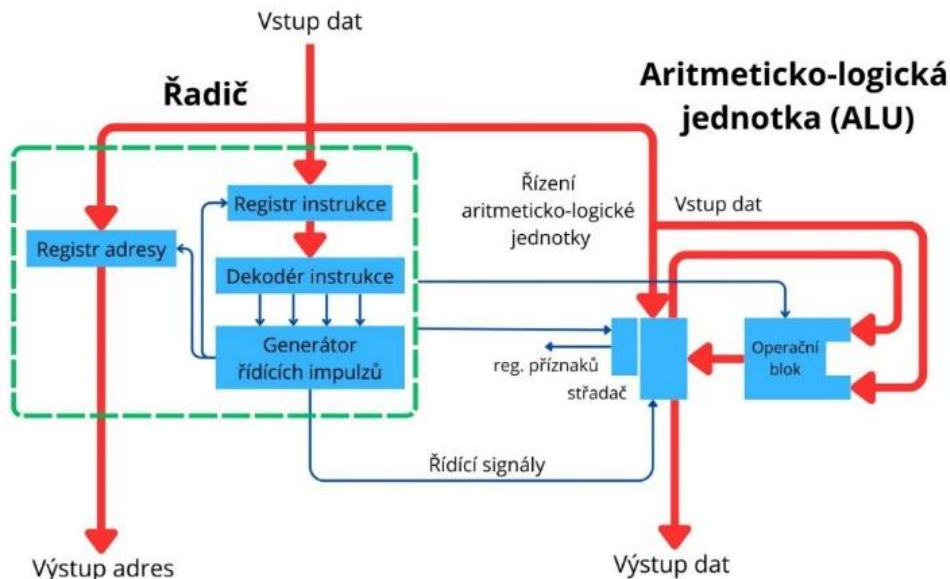 Vstup dat
Řadič
Aritmeticko-logická
jednotka (ALU)
Registr instrukce
Řízení
aritmeticko-logické
jednotky
Vstup dat
Registr adresy
Dekodér instrukce
Generátor
řídících impulzů
reg. příznaků
střadač
Operační
blok
Řídící signály
Výstup adres
Výstup dat